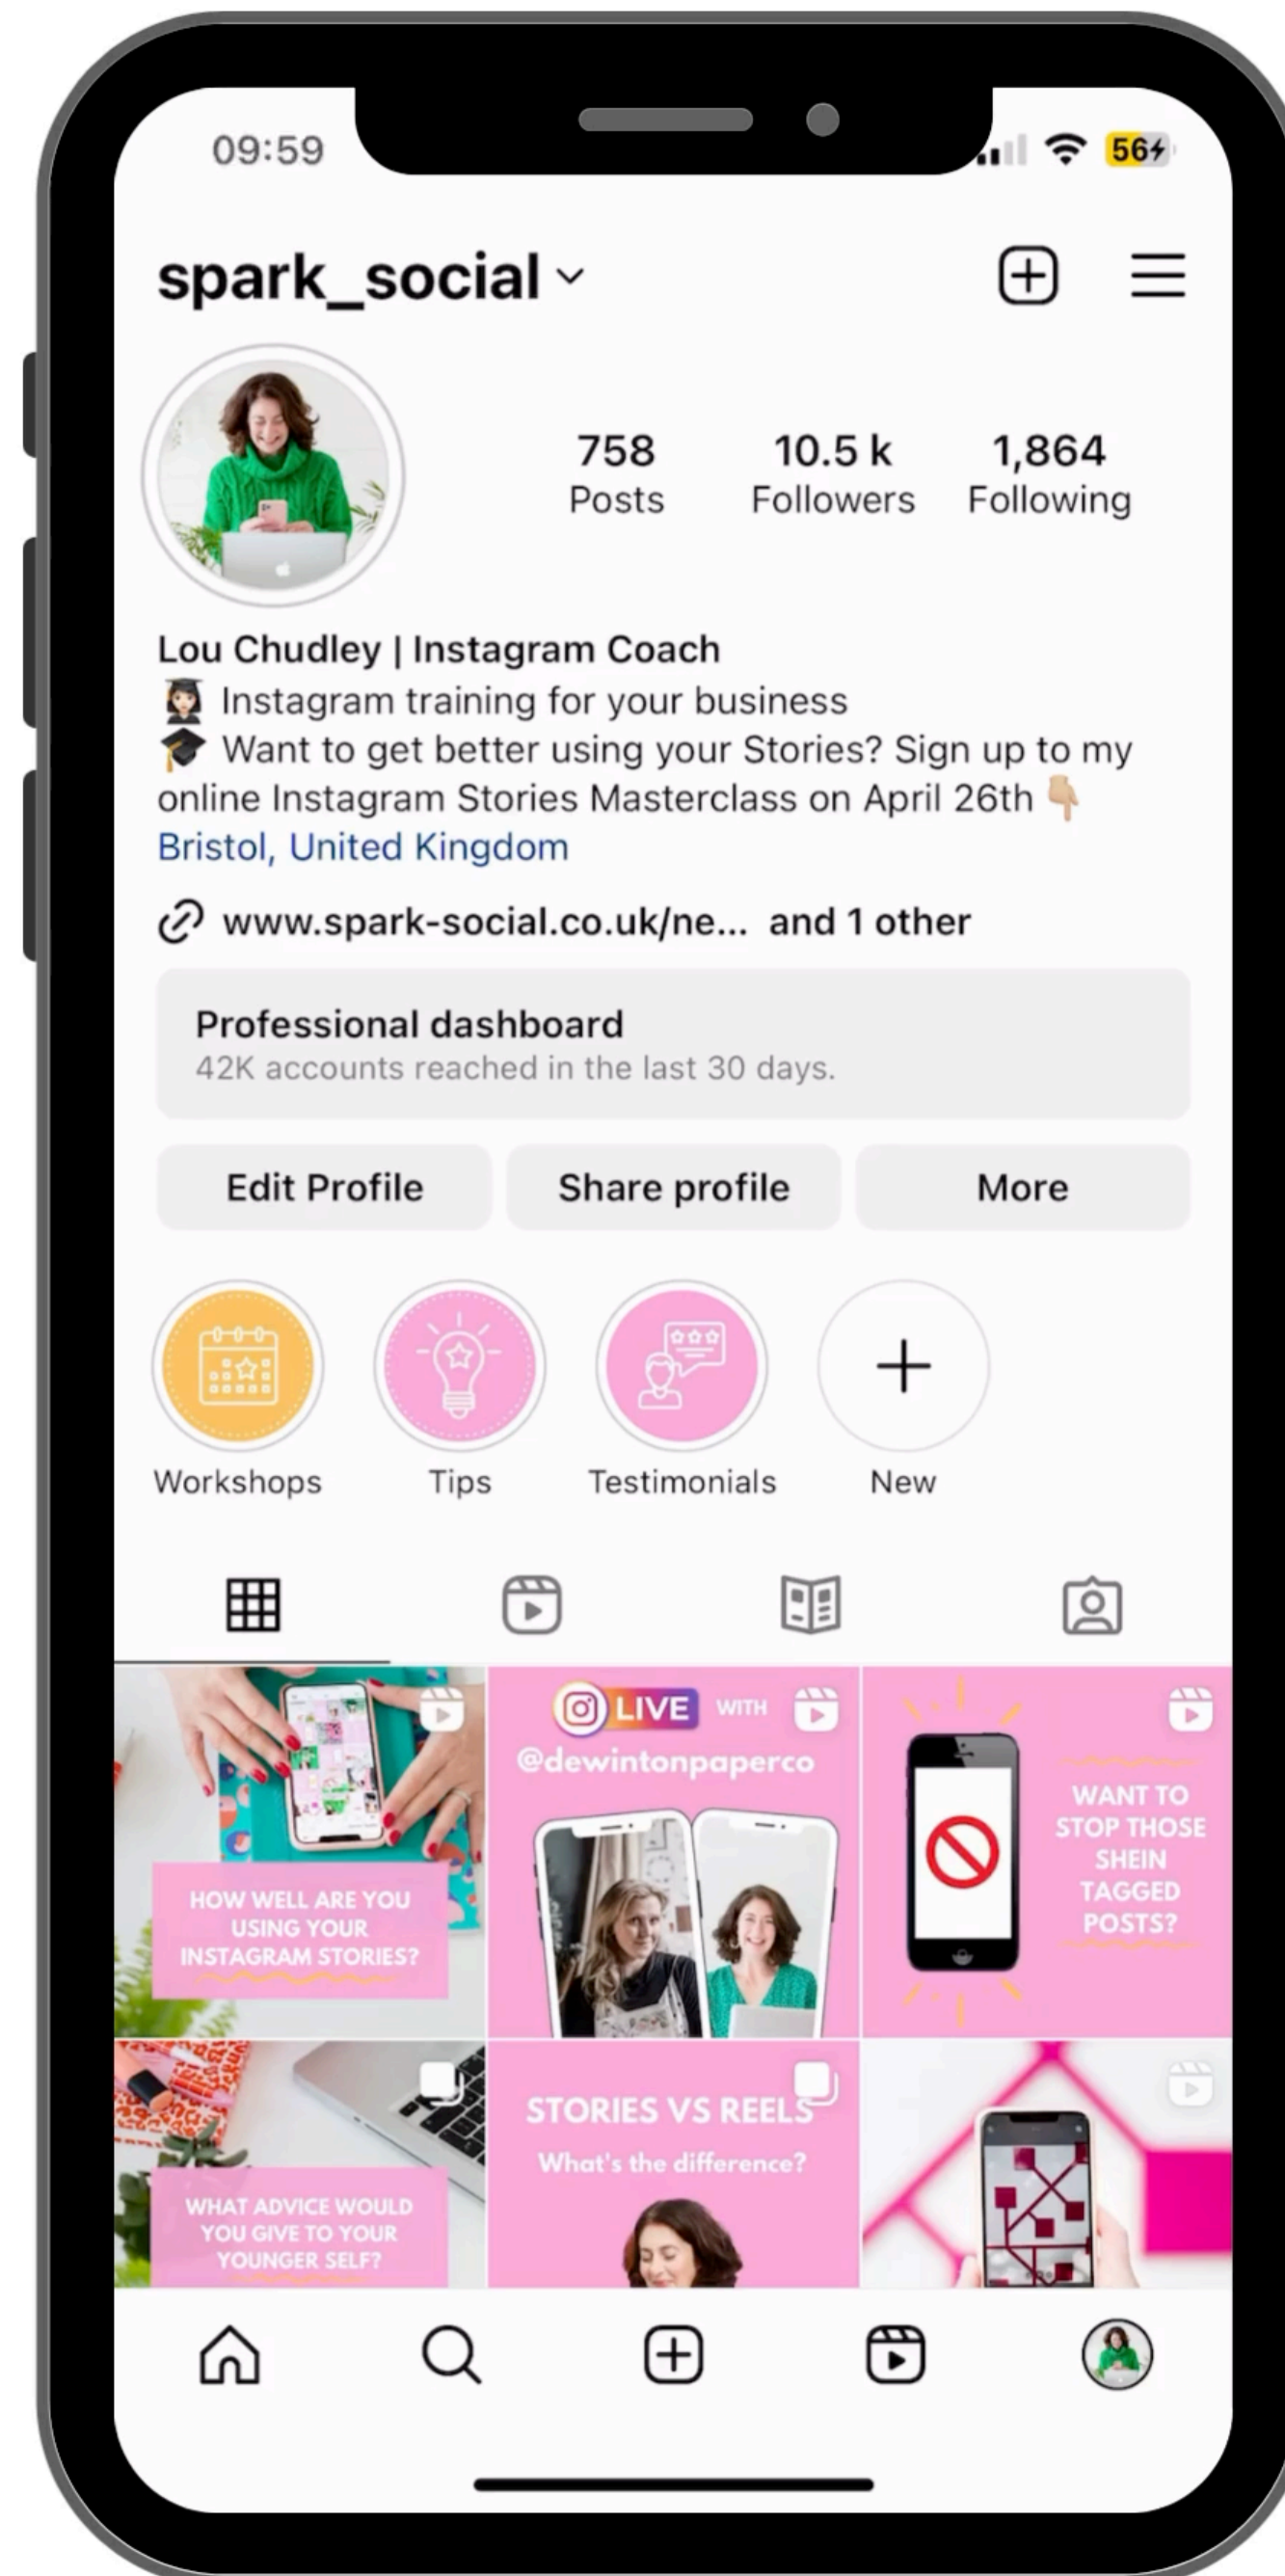 09:59
56
spark_social
758
10.5 k
1,864
Posts
Followers
Following
Lou Chudley | Instagram Coach
Instagram training for your business
Want to get better using your Stories? Sign up to my
online Instagram Stories Masterclass on April 26th
Bristol, United Kingdom
www.spark-social.co.uk/ne... and 1 other
Professional dashboard
42K accounts reached in the last 30 days.
Edit Profile
Share profile
More
Workshops
Tips
Testimonials
New
HOW WELL ARE YOU
USING YOUR
INSTAGRAM STORIES?
LIVE WITH
@dewintonpaperco
WANT TO
STOP THOSE
SHEIN
TAGGED
POSTS?
WHAT ADVICE WOULD
YOU GIVE TO YOUR
YOUNGER SELF?
STORIES VS REELS
What's the difference?